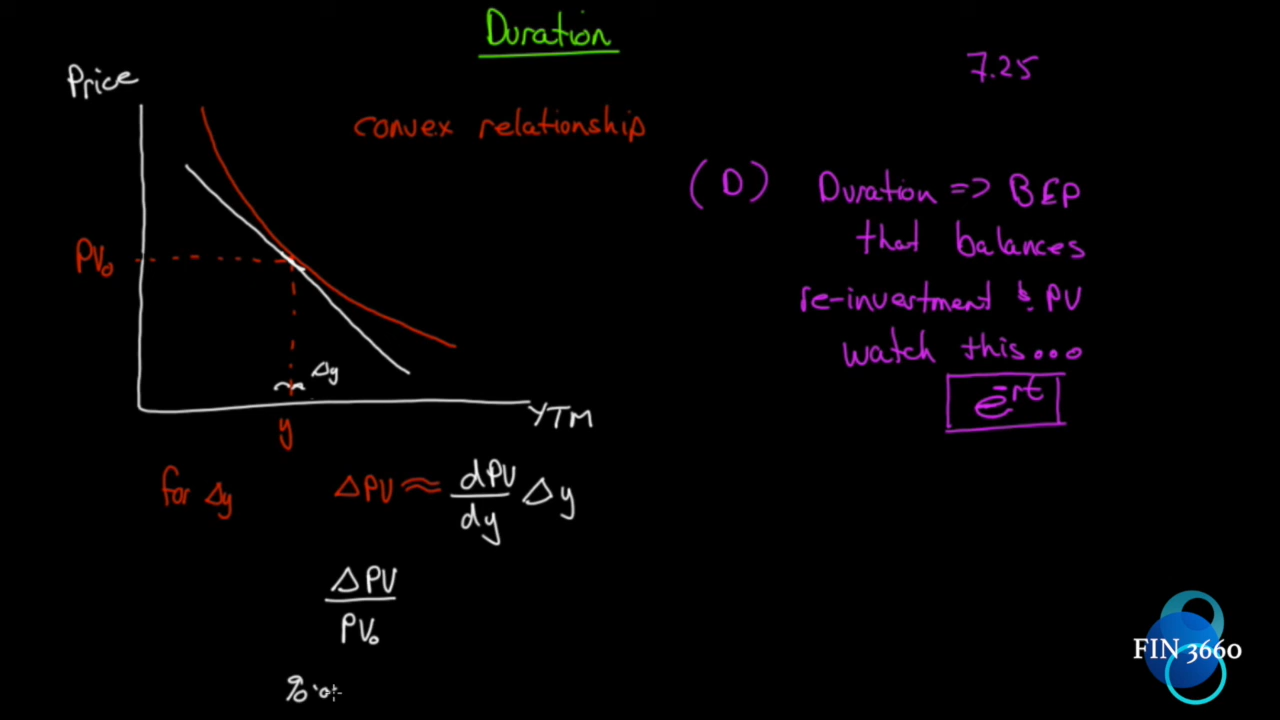 Duration
Price
7.25
convex relationship
(D) Duration => BEP
that balances
re-investment & PV
watch this...
e^rt
PV₀
Δy
y
YTM
for Δy ΔPV ≈ dPV/dy Δy
ΔPV
PV₀
%
FIN 3660